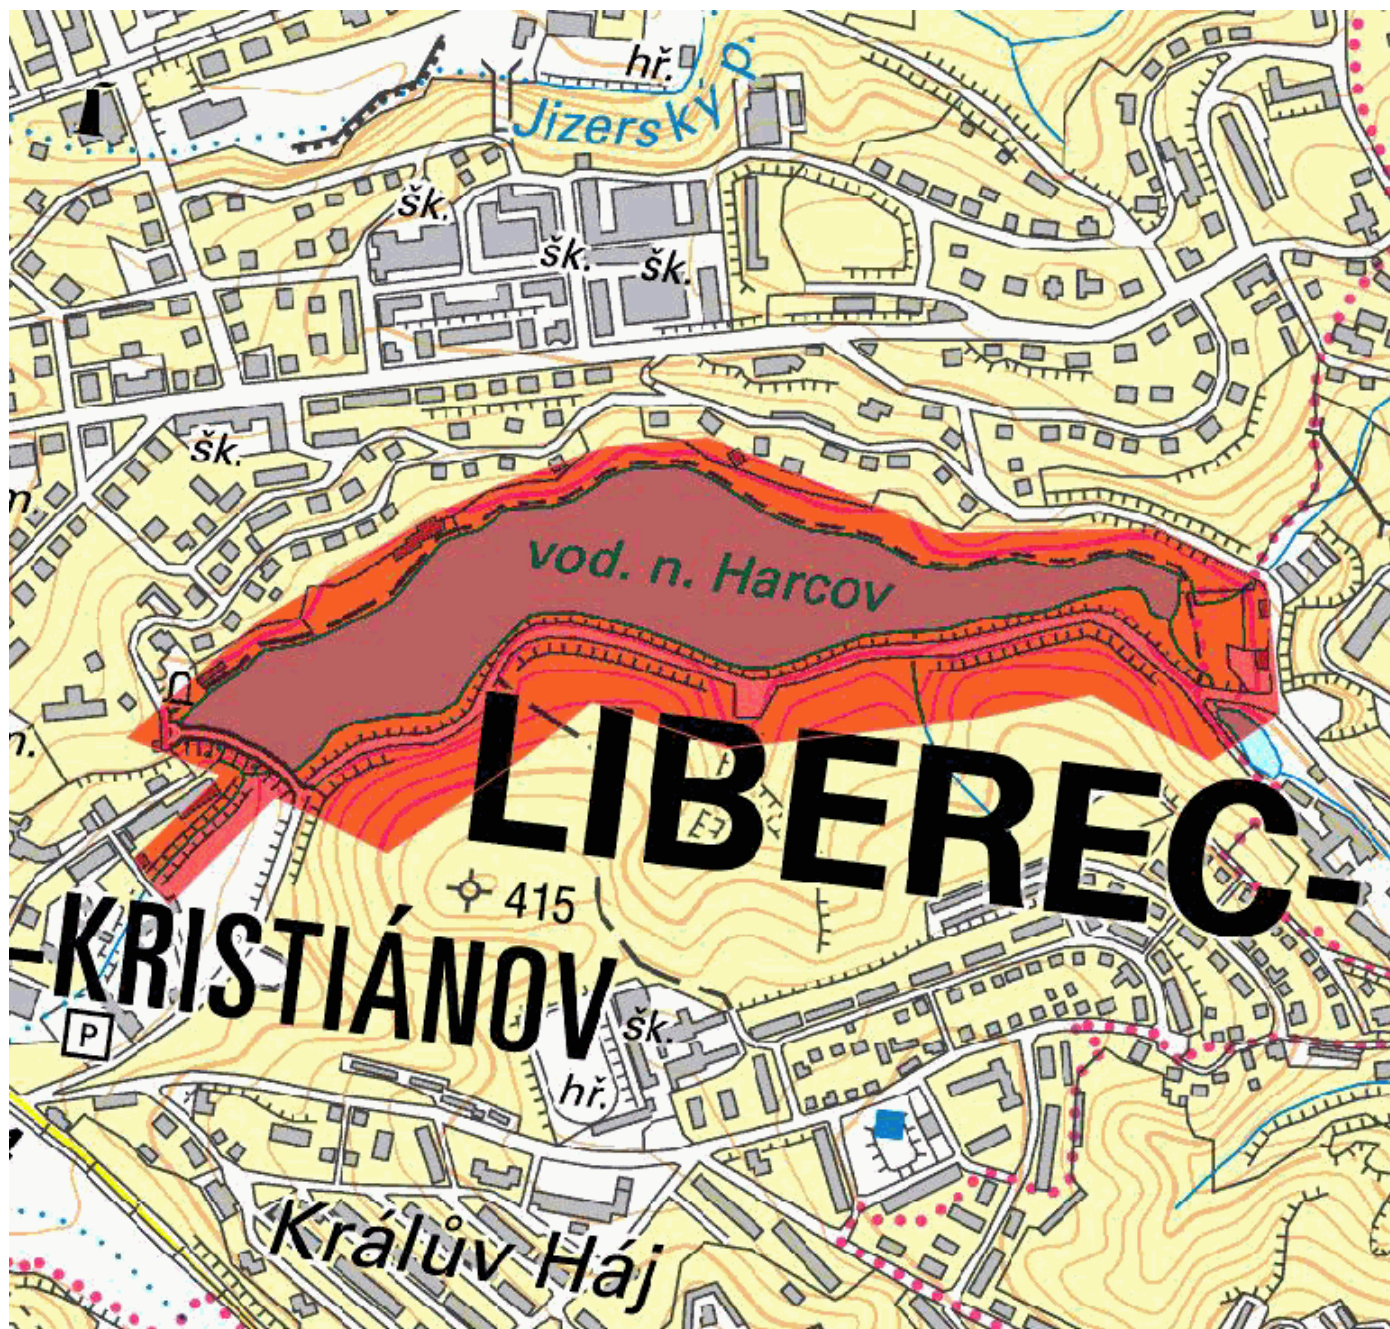 hř.
Jizerský p.
šk.
šk.
šk.
šk.
m.
vod. n. Harcov
n.
LIBEREC-
415
-KRISTIÁNOV
šk.
P
hř.
Králův Háj